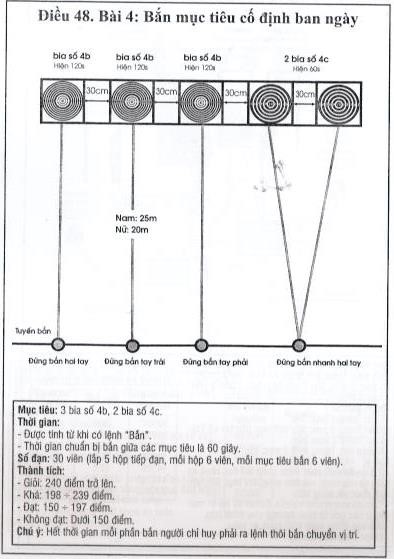 Điều 48. Bài 4: Bắn mục tiêu cố định ban ngày
bia số 4b bia số 4b bia số 4b 2 bia số 4c
Hiện 120s Hiện 120s Hiện 120s Hiện 60s
30cm 30cm 30cm 30cm
Nam: 25m
Nữ: 20m
Tuyến bắn
Đứng bắn hai tay Đứng bắn tay trái Đứng bắn tay phải Đứng bắn nhanh hai tay
Mục tiêu: 3 bia số 4b, 2 bia số 4c.
Thời gian:
- Được tính từ khi có lệnh "Bắn".
- Thời gian chuẩn bị bắn giữa các mục tiêu là 60 giây.
Số đạn: 30 viên (lắp 5 hộp tiếp đạn, mỗi hộp 6 viên, mỗi mục tiêu bắn 6 viên).
Thành tích:
- Giỏi: 240 điểm trở lên.
- Khá: 198 ÷ 239 điểm.
- Đạt: 150 ÷ 197 điểm.
- Không đạt: Dưới 150 điểm.
Chú ý: Hết thời gian mỗi phần bắn người chỉ huy phải ra lệnh thôi bắn chuyển vị trí.